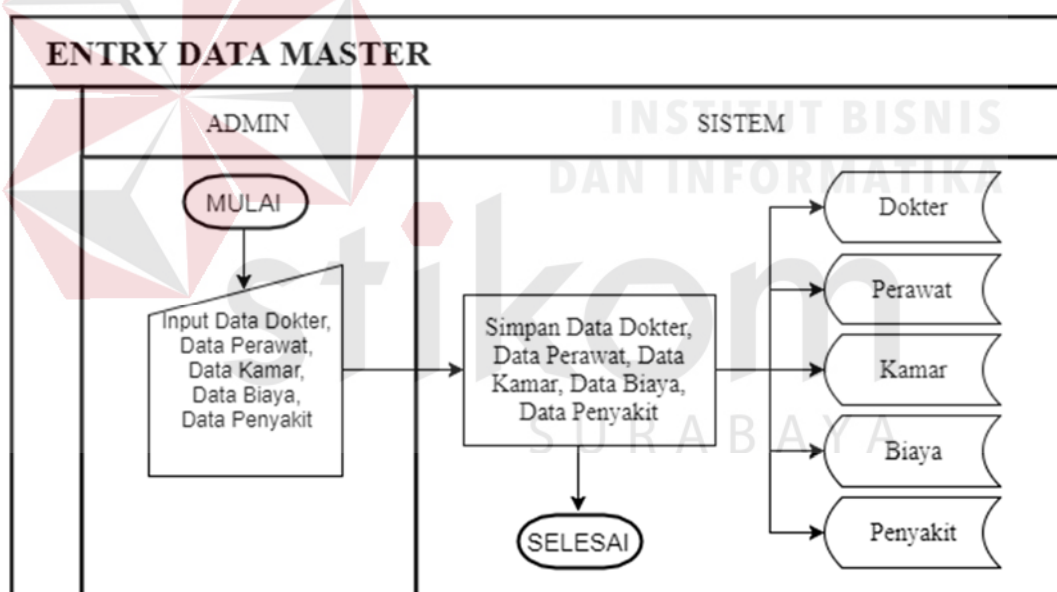 ENTRY DATA MASTER
ADMIN
SISTEM
INSTITUT BISNIS
DAN INFORMATIKA
stikom
SURABAYA
MULAI
Input Data Dokter,
Data Perawat,
Data Kamar,
Data Biaya,
Data Penyakit
Simpan Data Dokter,
Data Perawat, Data
Kamar, Data Biaya,
Data Penyakit
SELESAI
Dokter
Perawat
Kamar
Biaya
Penyakit